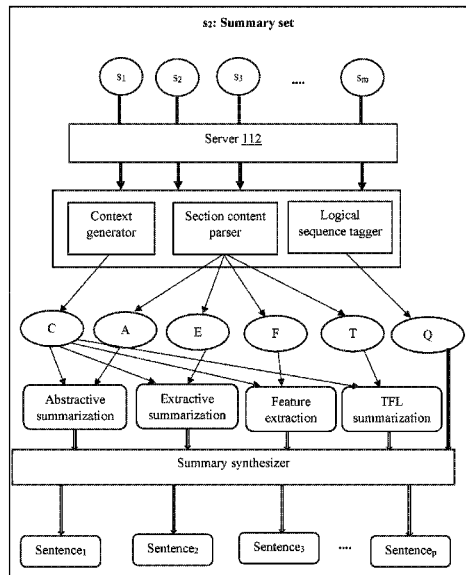 s₂: Summary set
s₁ s₂ s₃ .... sₘ
Server 112
Context generator
Section content parser
Logical sequence tagger
C A E F T Q
Abstractive summarization
Extractive summarization
Feature extraction
TFL summarization
Summary synthesizer
Sentence₁ Sentence₂ Sentence₃ .... Sentenceₚ